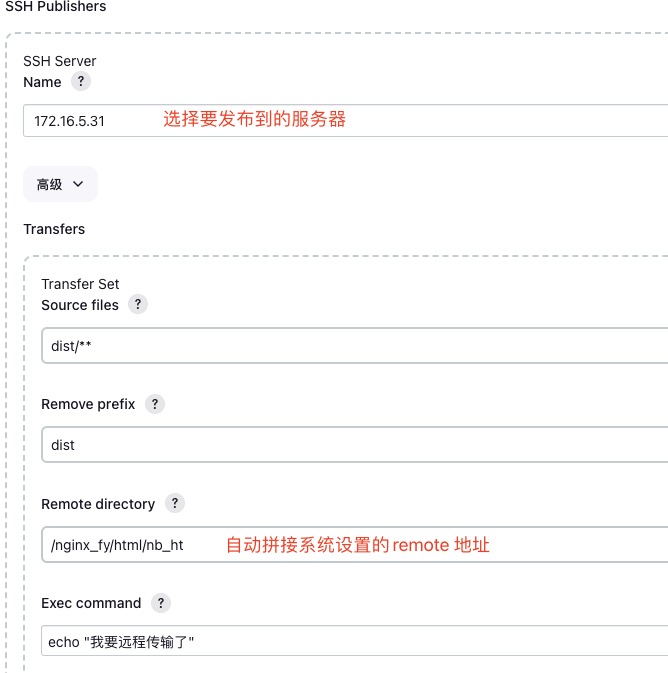 SSH Publishers
SSH Server
Name ?
172.16.5.31 选择要发布到的服务器
高级
Transfers
Transfer Set
Source files ?
dist/**
Remove prefix ?
dist
Remote directory ?
/nginx_fy/html/nb_ht 自动拼接系统设置的 remote 地址
Exec command ?
echo "我要远程传输了"